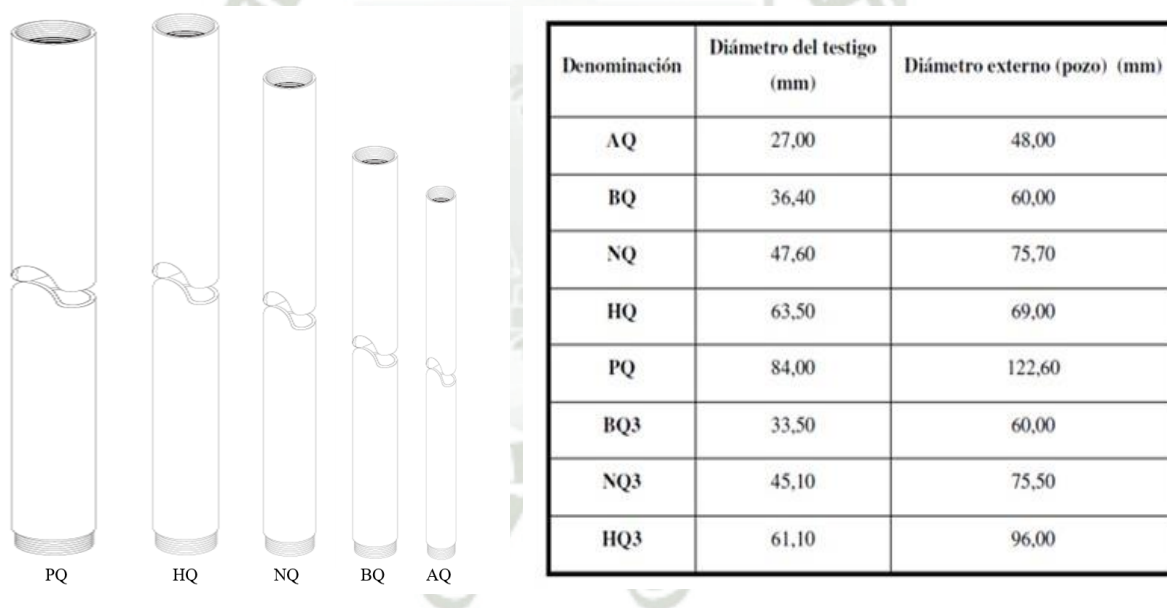 PQ HQ NQ BQ AQ
Denominación Diámetro del testigo (mm) Diámetro externo (pozo) (mm)
AQ 27,00 48,00
BQ 36,40 60,00
NQ 47,60 75,70
HQ 63,50 69,00
PQ 84,00 122,60
BQ3 33,50 60,00
NQ3 45,10 75,50
HQ3 61,10 96,00